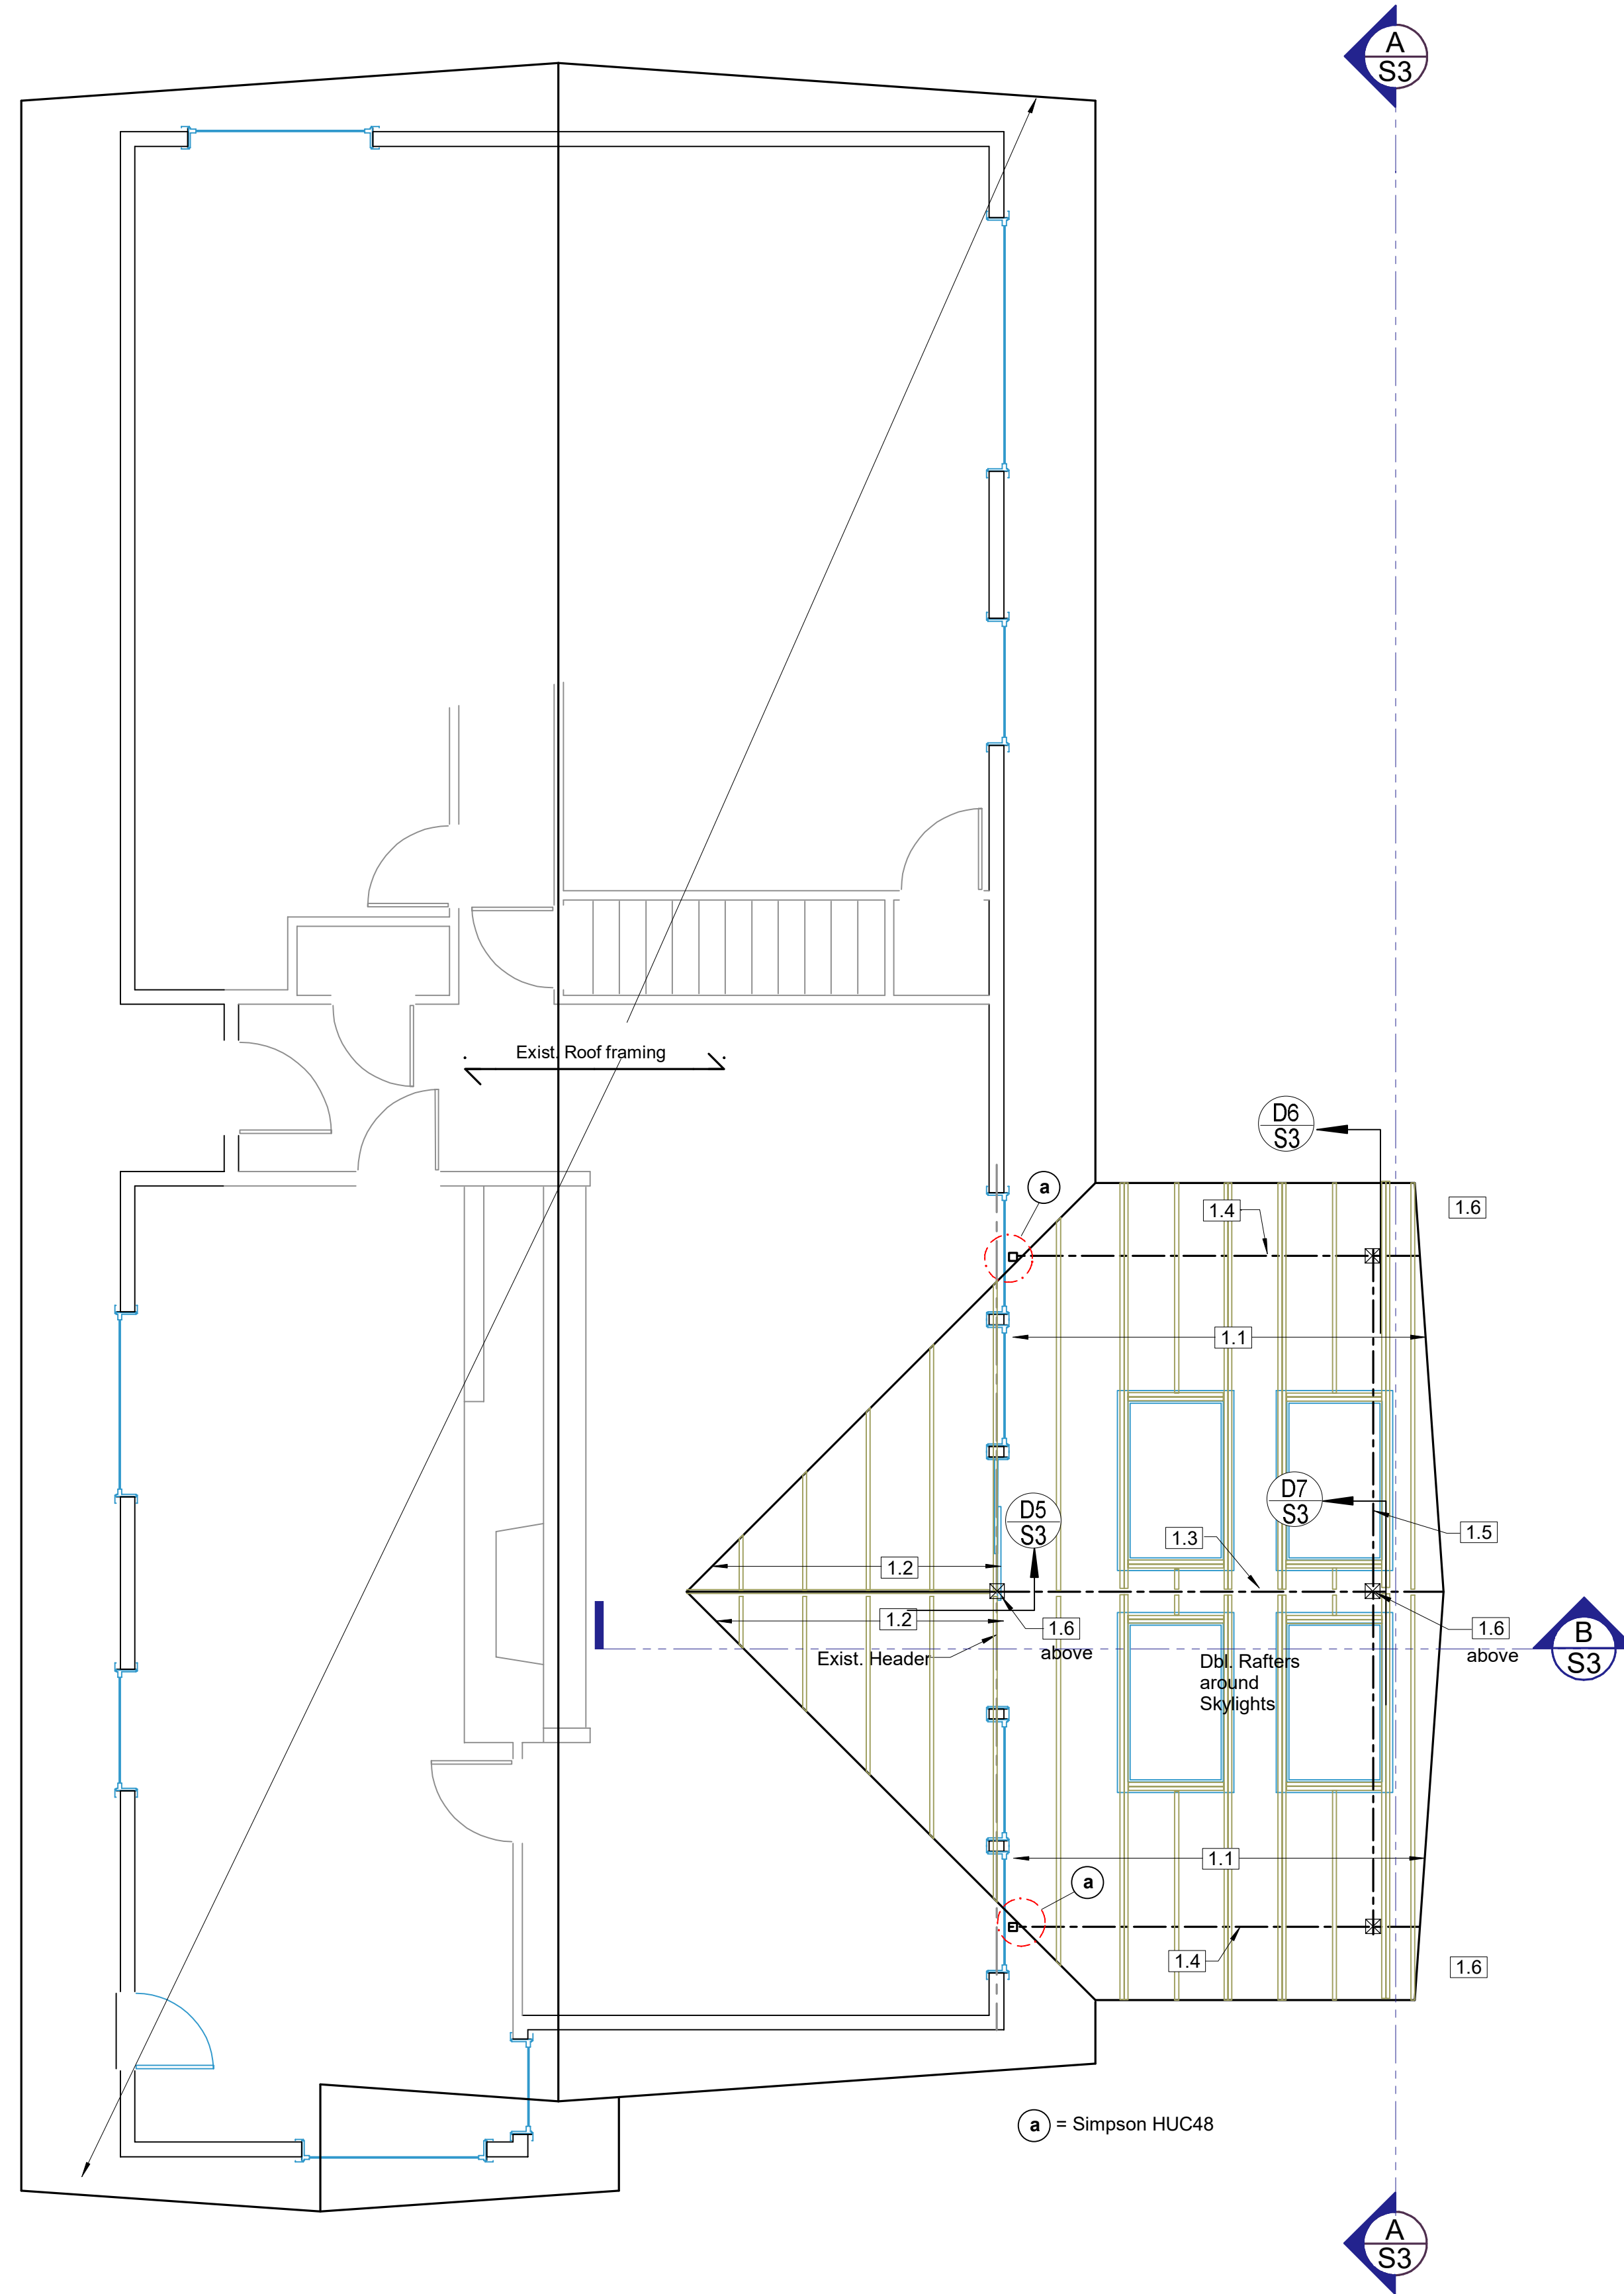 A
S3
Exist. Roof framing
D6
S3
a
1.6
1.4
1.1
D7
S3
D5
S3
1.5
1.3
1.2
1.2
1.6
above
1.6
above
B
S3
Exist. Header
Dbl. Rafters
around
Skylights
1.1
a
1.4
1.6
a = Simpson HUC48
A
S3